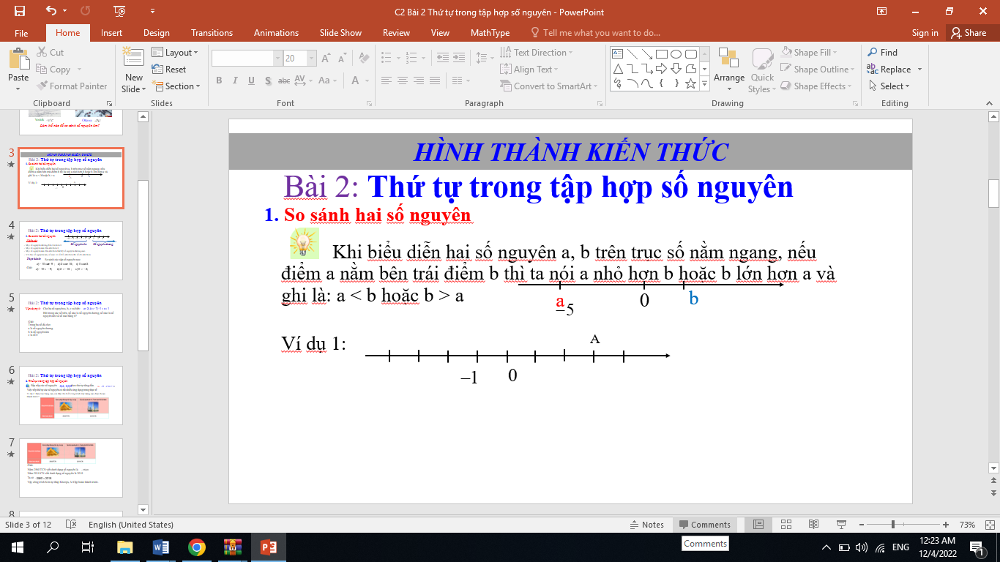 C2 Bài 2 Thứ tự trong tập hợp số nguyên - PowerPoint
File Home Insert Design Transitions Animations Slide Show Review View MathType Tell me what you want to do... Sign in Share
Paste
Cut
Copy
Format Painter
Clipboard
New Slide
Layout
Reset
Section
Slides
20
B I U S abc AV Aa A
Font
Text Direction
Align Text
Convert to SmartArt
Paragraph
Arrange
Quick Styles
Shape Fill
Shape Outline
Shape Effects
Drawing
Find
Replace
Select
Editing
3
4
5
6
7
8
HÌNH THÀNH KIẾN THỨC
Bài 2: Thứ tự trong tập hợp số nguyên
1. So sánh hai số nguyên
Khi biểu diễn hai số nguyên a, b trên trục số nằm ngang, nếu
điểm a nằm bên trái điểm b thì ta nói a nhỏ hơn b hoặc b lớn hơn a và
ghi là: a < b hoặc b > a
a 0 b
–5
Ví dụ 1:
A
–1 0
Slide 3 of 12 English (United States) Notes Comments 73%
Comments
ENG
12:23 AM
12/4/2022
1